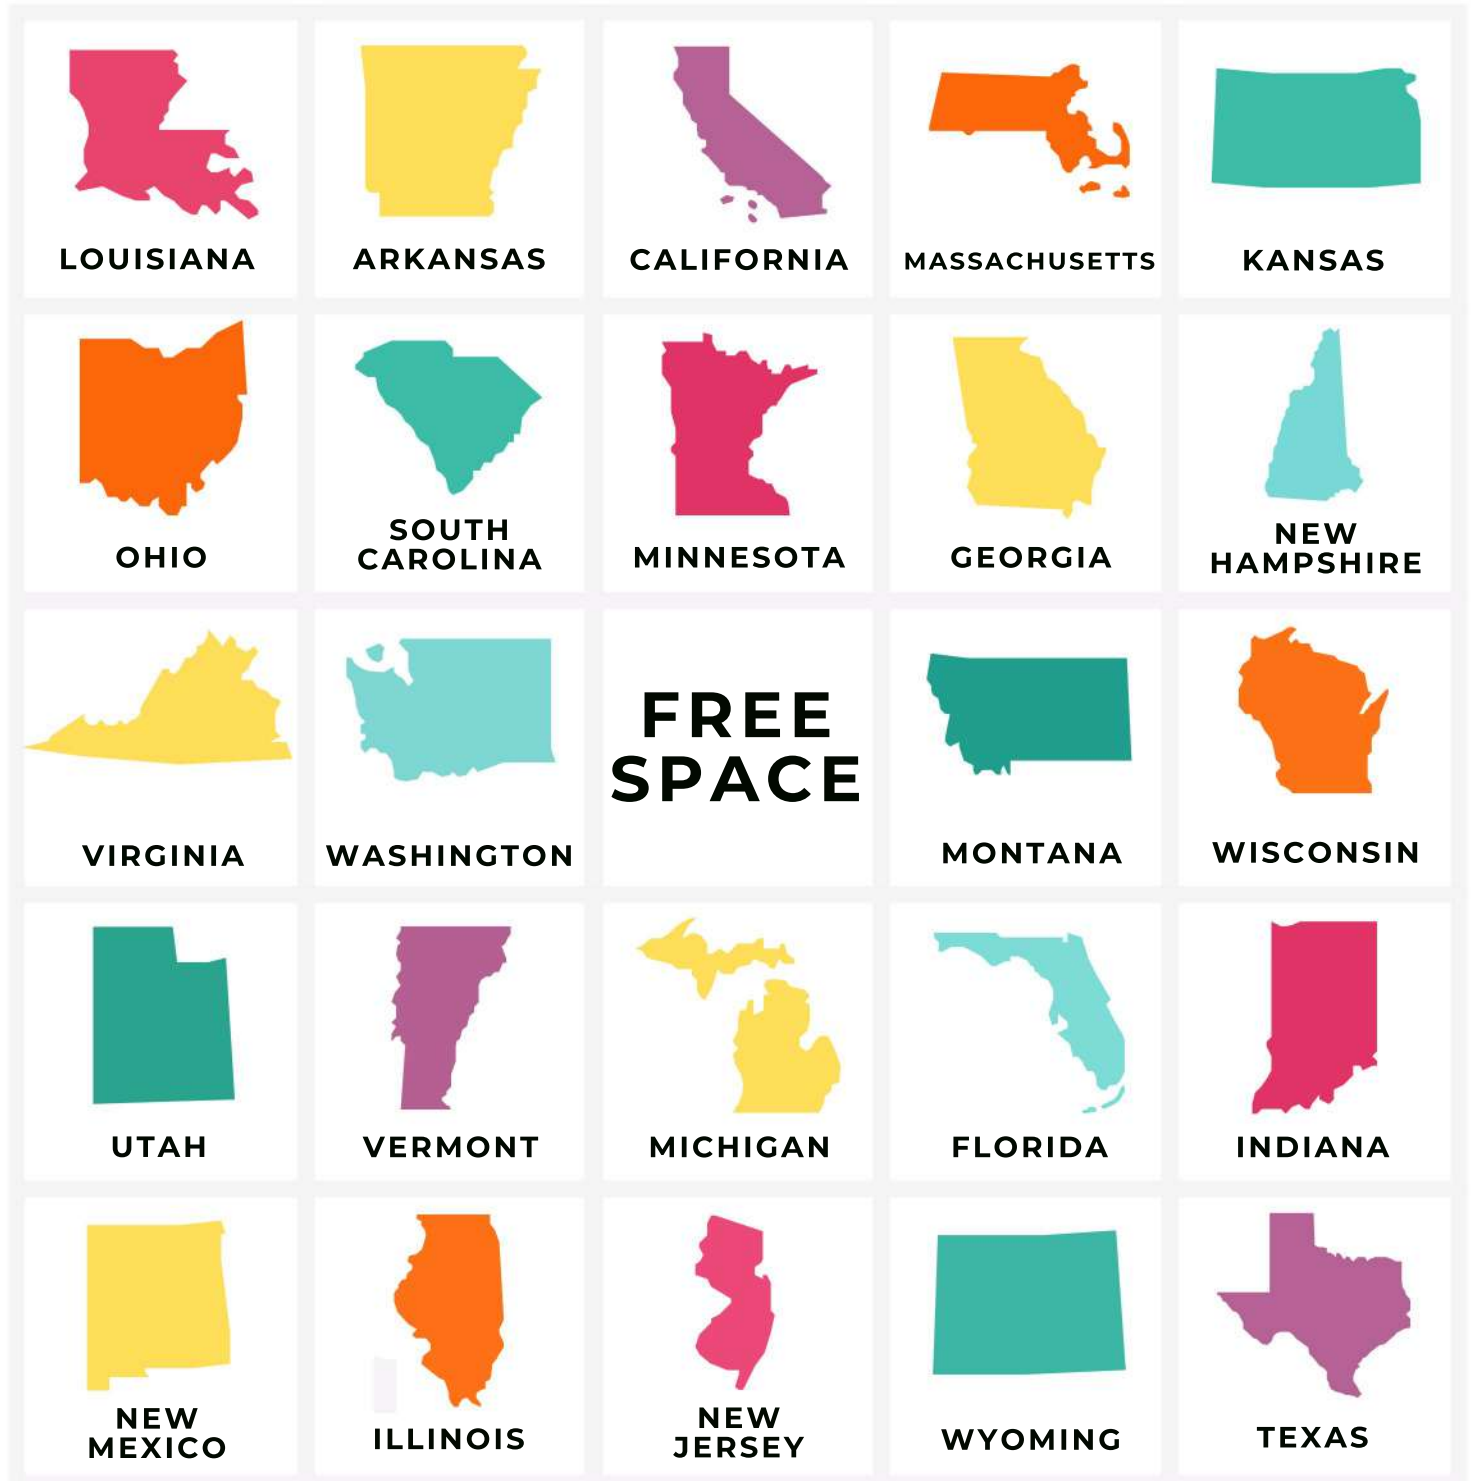 LOUISIANA
ARKANSAS
CALIFORNIA
MASSACHUSETTS
KANSAS
OHIO
SOUTH
CAROLINA
MINNESOTA
GEORGIA
NEW
HAMPSHIRE
VIRGINIA
WASHINGTON
FREE
SPACE
MONTANA
WISCONSIN
UTAH
VERMONT
MICHIGAN
FLORIDA
INDIANA
NEW
MEXICO
ILLINOIS
NEW
JERSEY
WYOMING
TEXAS